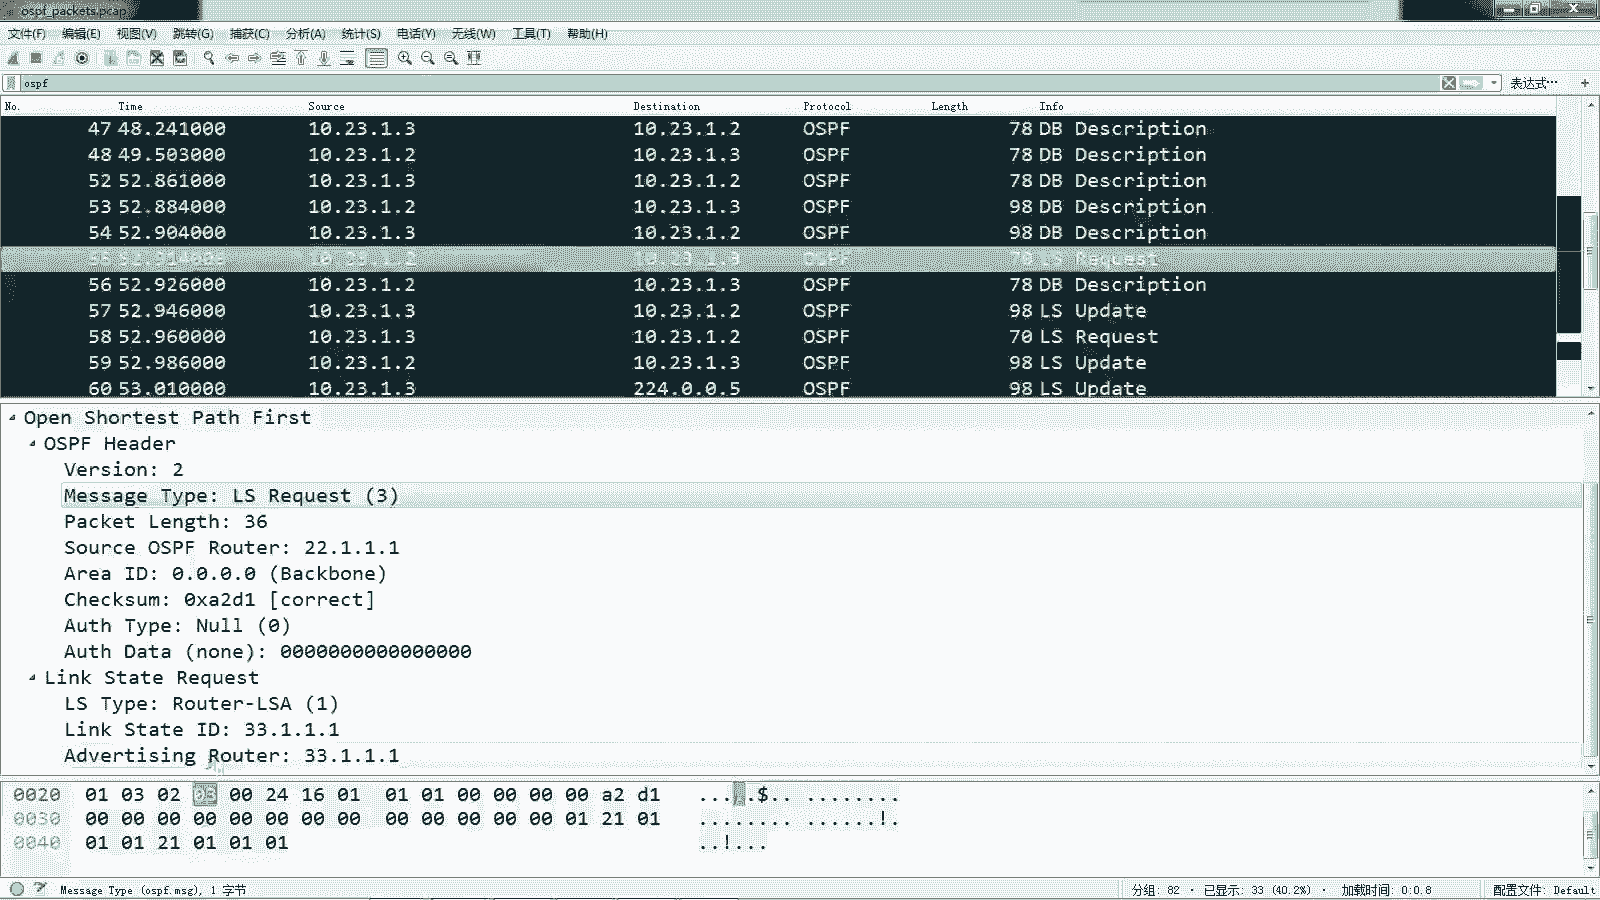 ospf_packets.pcap
文件(F) 编辑(E) 视图(V) 跳转(G) 捕获(C) 分析(A) 统计(S) 电话(Y) 无线(W) 工具(T) 帮助(H)
ospf 表达式… +
No. Time Source Destination Protocol Length Info
47 48.241000 10.23.1.3 10.23.1.2 OSPF 78 DB Description
48 49.503000 10.23.1.2 10.23.1.3 OSPF 78 DB Description
52 52.861000 10.23.1.3 10.23.1.2 OSPF 78 DB Description
53 52.884000 10.23.1.2 10.23.1.3 OSPF 98 DB Description
54 52.904000 10.23.1.3 10.23.1.2 OSPF 98 DB Description
55 10.23.1.2 10.23.1.3 OSPF 70 LS Request
56 52.926000 10.23.1.2 10.23.1.3 OSPF 78 DB Description
57 52.946000 10.23.1.3 10.23.1.2 OSPF 98 LS Update
58 52.960000 10.23.1.3 10.23.1.2 OSPF 70 LS Request
59 52.986000 10.23.1.2 10.23.1.3 OSPF 98 LS Update
60 53.010000 10.23.1.3 224.0.0.5 OSPF 98 LS Update
Open Shortest Path First
OSPF Header
Version: 2
Message Type: LS Request (3)
Packet Length: 36
Source OSPF Router: 22.1.1.1
Area ID: 0.0.0.0 (Backbone)
Checksum: 0xa2d1 [correct]
Auth Type: Null (0)
Auth Data (none): 0000000000000000
Link State Request
LS Type: Router-LSA (1)
Link State ID: 33.1.1.1
Advertising Router: 33.1.1.1
0020 01 03 02 03 00 24 16 01 01 01 00 00 00 00 a2 d1 .....$.. ........
0030 00 00 00 00 00 00 00 00 00 00 00 00 00 01 21 01 ........ ......!.
0040 01 01 21 01 01 01 ..!...
Message Type (ospf.msg), 1 字节 分组: 82 · 已显示: 33 (40.2%) · 加载时间: 0:0.8 配置文件: Default